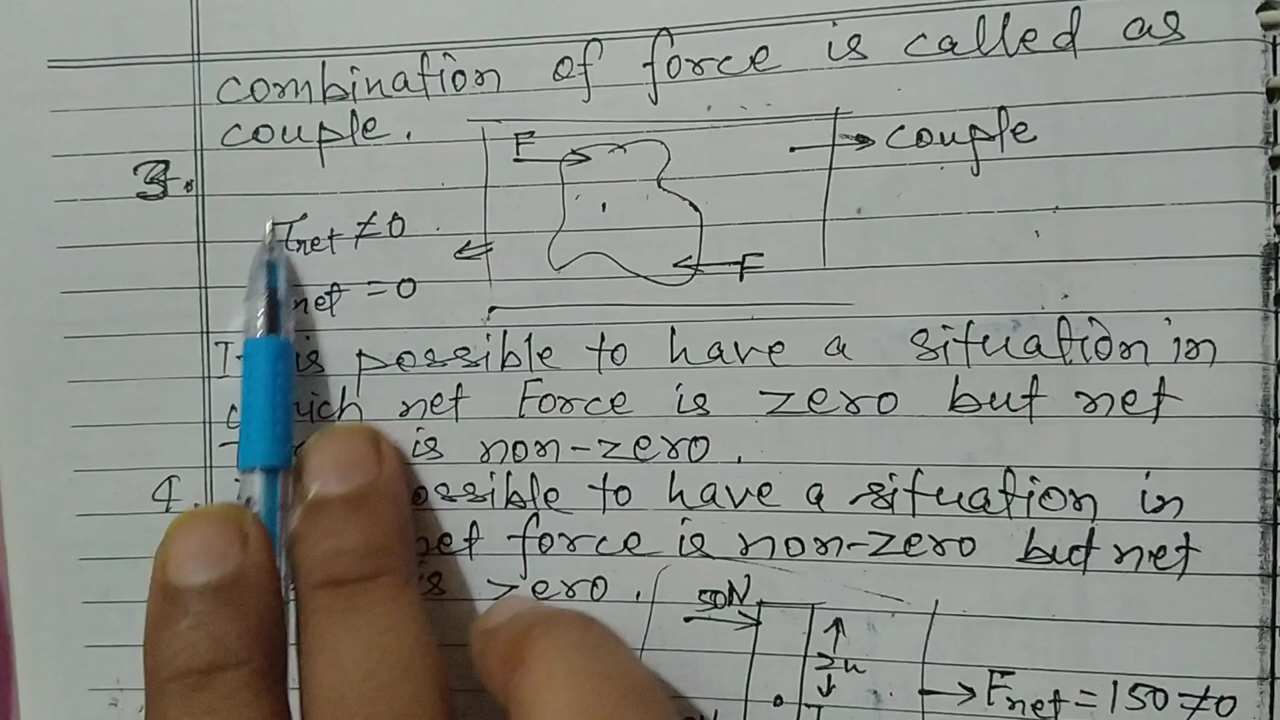 combination of force is called as
couple.
F → couple
3.
τnet ≠ 0
← F
net = 0
is possible to have a situation in
net Force is zero but net
is non-zero.
4. possible to have a situation in
net force is non-zero but net
is zero.
50N
2m
→ Fnet = 150 ≠ 0